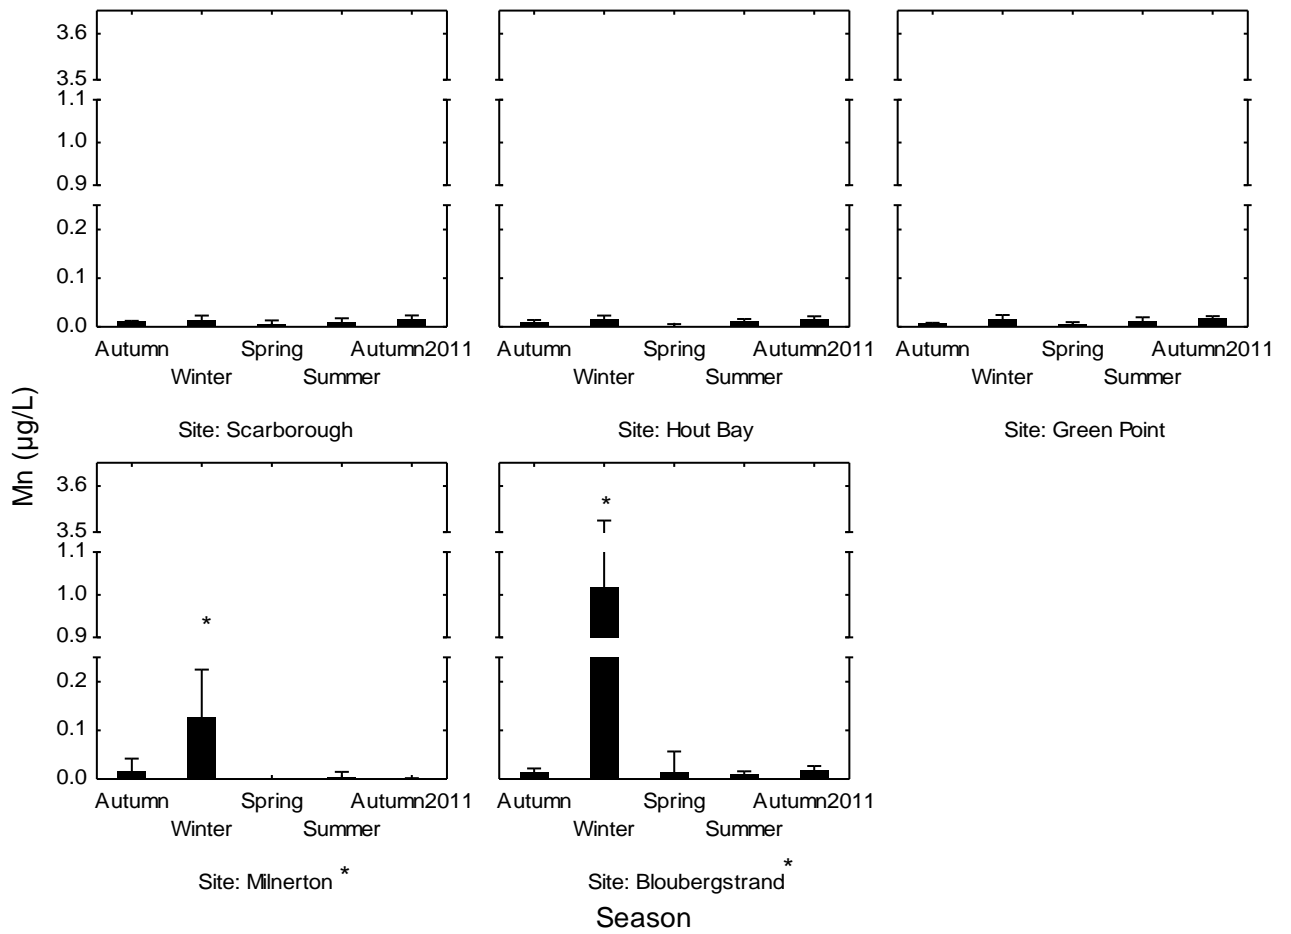 3.6
3.5
1.1
1.0
0.9
0.2
0.1
0.0
Autumn Spring Autumn2011
Winter Summer
Site: Scarborough
Autumn Spring Autumn2011
Winter Summer
Site: Hout Bay
Autumn Spring Autumn2011
Winter Summer
Site: Green Point
Mn (µg/L)
3.6
3.5
1.1
1.0
0.9
0.2
0.1
0.0
*
Autumn Spring Autumn2011
Winter Summer
Site: Milnerton *
*
Autumn Spring Autumn2011
Winter Summer
Site: Bloubergstrand*
Season